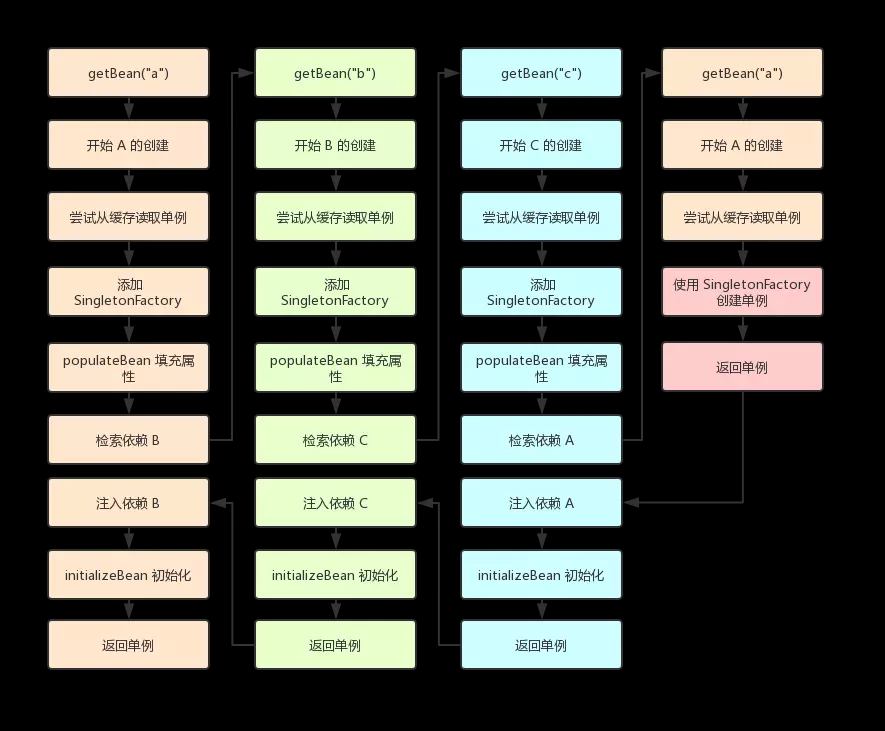 getBean("a")
开始 A 的创建
尝试从缓存读取单例
添加
SingletonFactory
populateBean 填充属
性
检索依赖 B
注入依赖 B
initializeBean 初始化
返回单例
getBean("b")
开始 B 的创建
尝试从缓存读取单例
添加
SingletonFactory
populateBean 填充属
性
检索依赖 C
注入依赖 C
initializeBean 初始化
返回单例
getBean("c")
开始 C 的创建
尝试从缓存读取单例
添加
SingletonFactory
populateBean 填充属
性
检索依赖 A
注入依赖 A
initializeBean 初始化
返回单例
getBean("a")
开始 A 的创建
尝试从缓存读取单例
使用 SingletonFactory
创建单例
返回单例